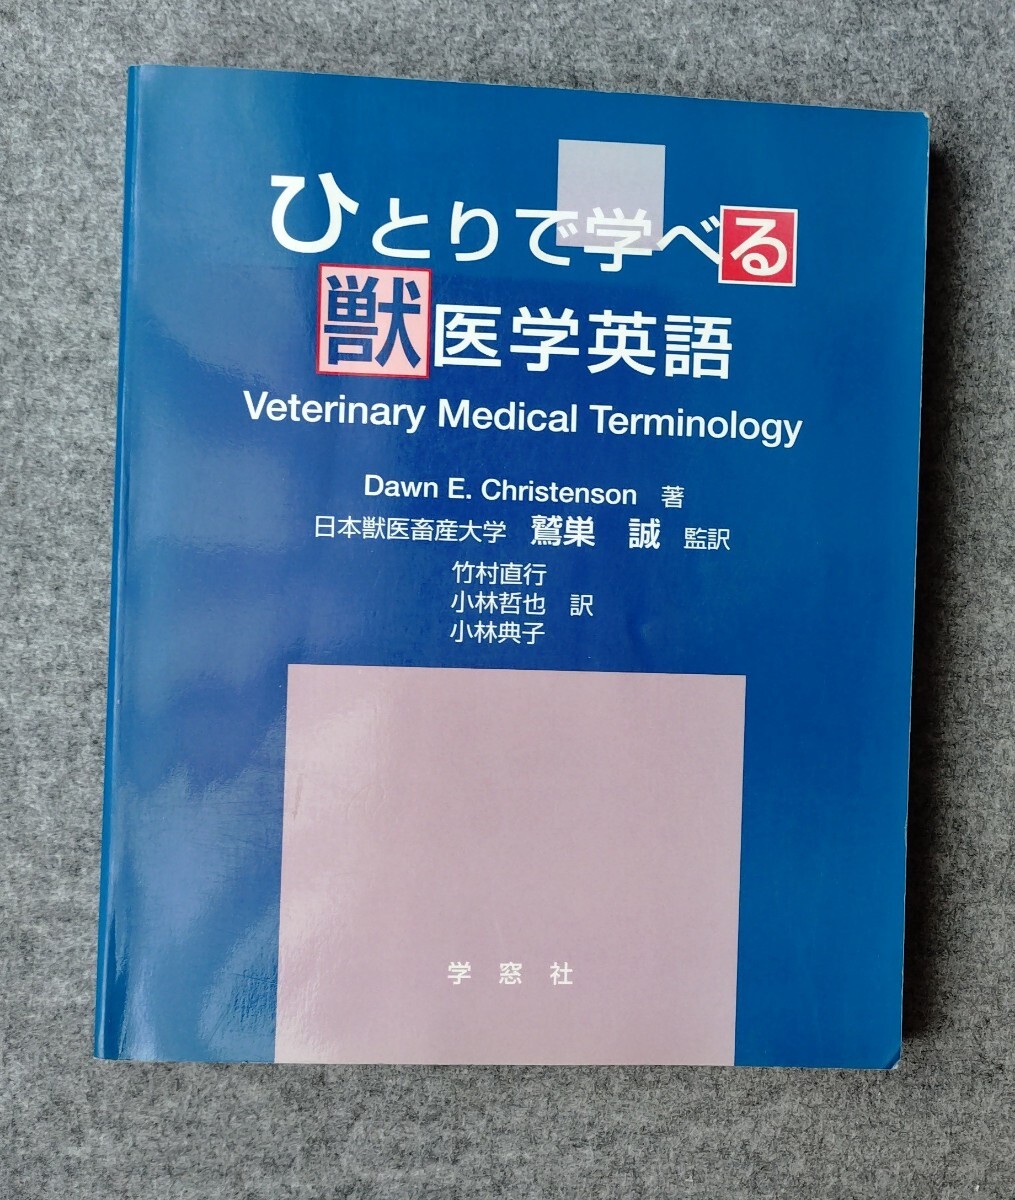 ひとりで学べる
獣医学英語
Veterinary Medical Terminology
Dawn E. Christenson 著
日本獣医畜産大学 鷲巣 誠 監訳
竹村直行
小林哲也 訳
小林典子
学窓社